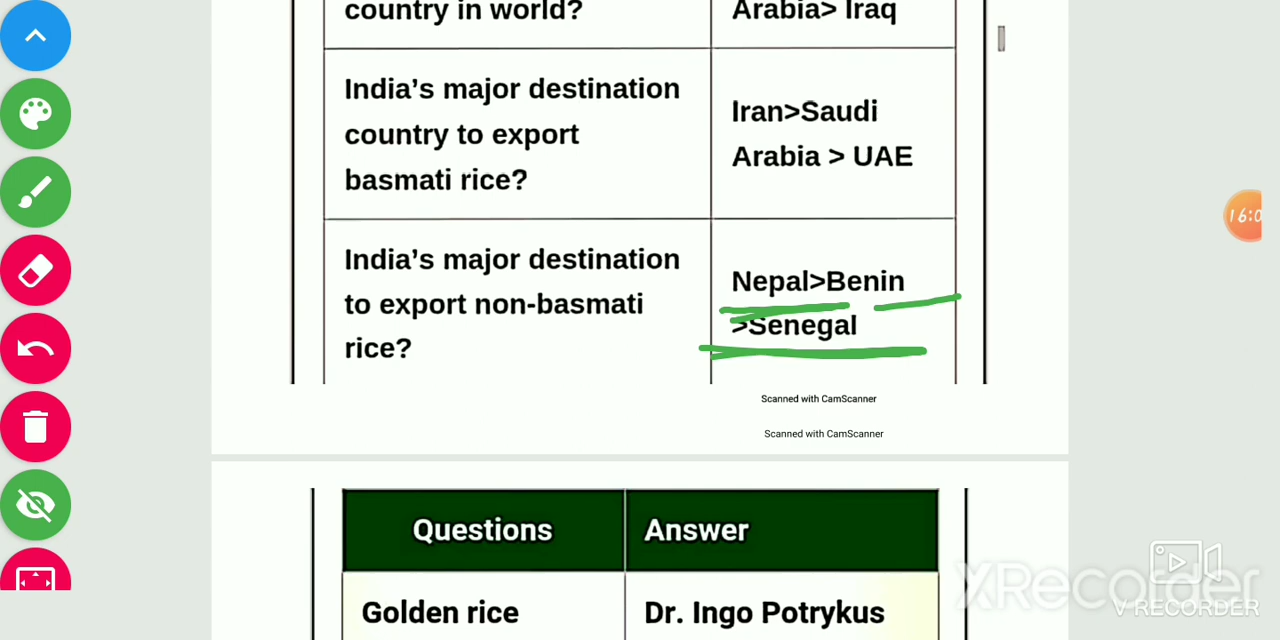 country in world?
Arabia> Iraq
India's major destination
country to export
basmati rice?
Iran>Saudi
Arabia > UAE
India's major destination
to export non-basmati
rice?
Nepal>Benin
>Senegal
Scanned with CamScanner
Scanned with CamScanner
Questions
Answer
Golden rice
Dr. Ingo Potrykus
16:0
XRecorder
V RECORDER